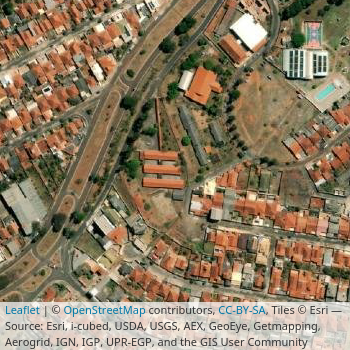 Leaflet | © OpenStreetMap contributors, CC-BY-SA, Tiles © Esri —
Source: Esri, i-cubed, USDA, USGS, AEX, GeoEye, Getmapping,
Aerogrid, IGN, IGP, UPR-EGP, and the GIS User Community